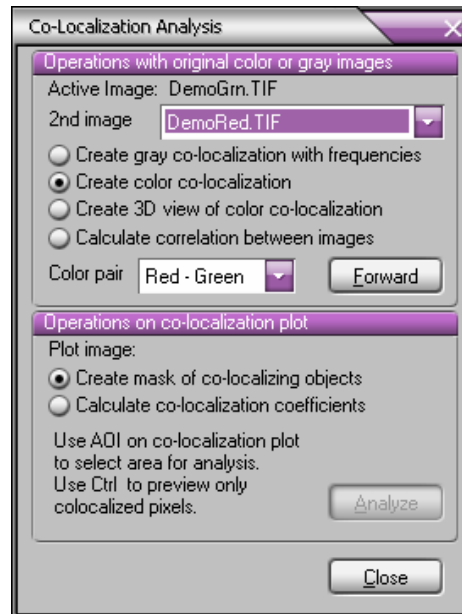 Co-Localization Analysis
Operations with original color or gray images
Active Image: DemoGrn.TIF
2nd image DemoRed.TIF
Create gray co-localization with frequencies
Create color co-localization
Create 3D view of color co-localization
Calculate correlation between images
Color pair Red - Green Forward
Operations on co-localization plot
Plot image:
Create mask of co-localizing objects
Calculate co-localization coefficients
Use AOI on co-localization plot
to select area for analysis.
Use Ctrl to preview only
colocalized pixels.
Analyze
Close